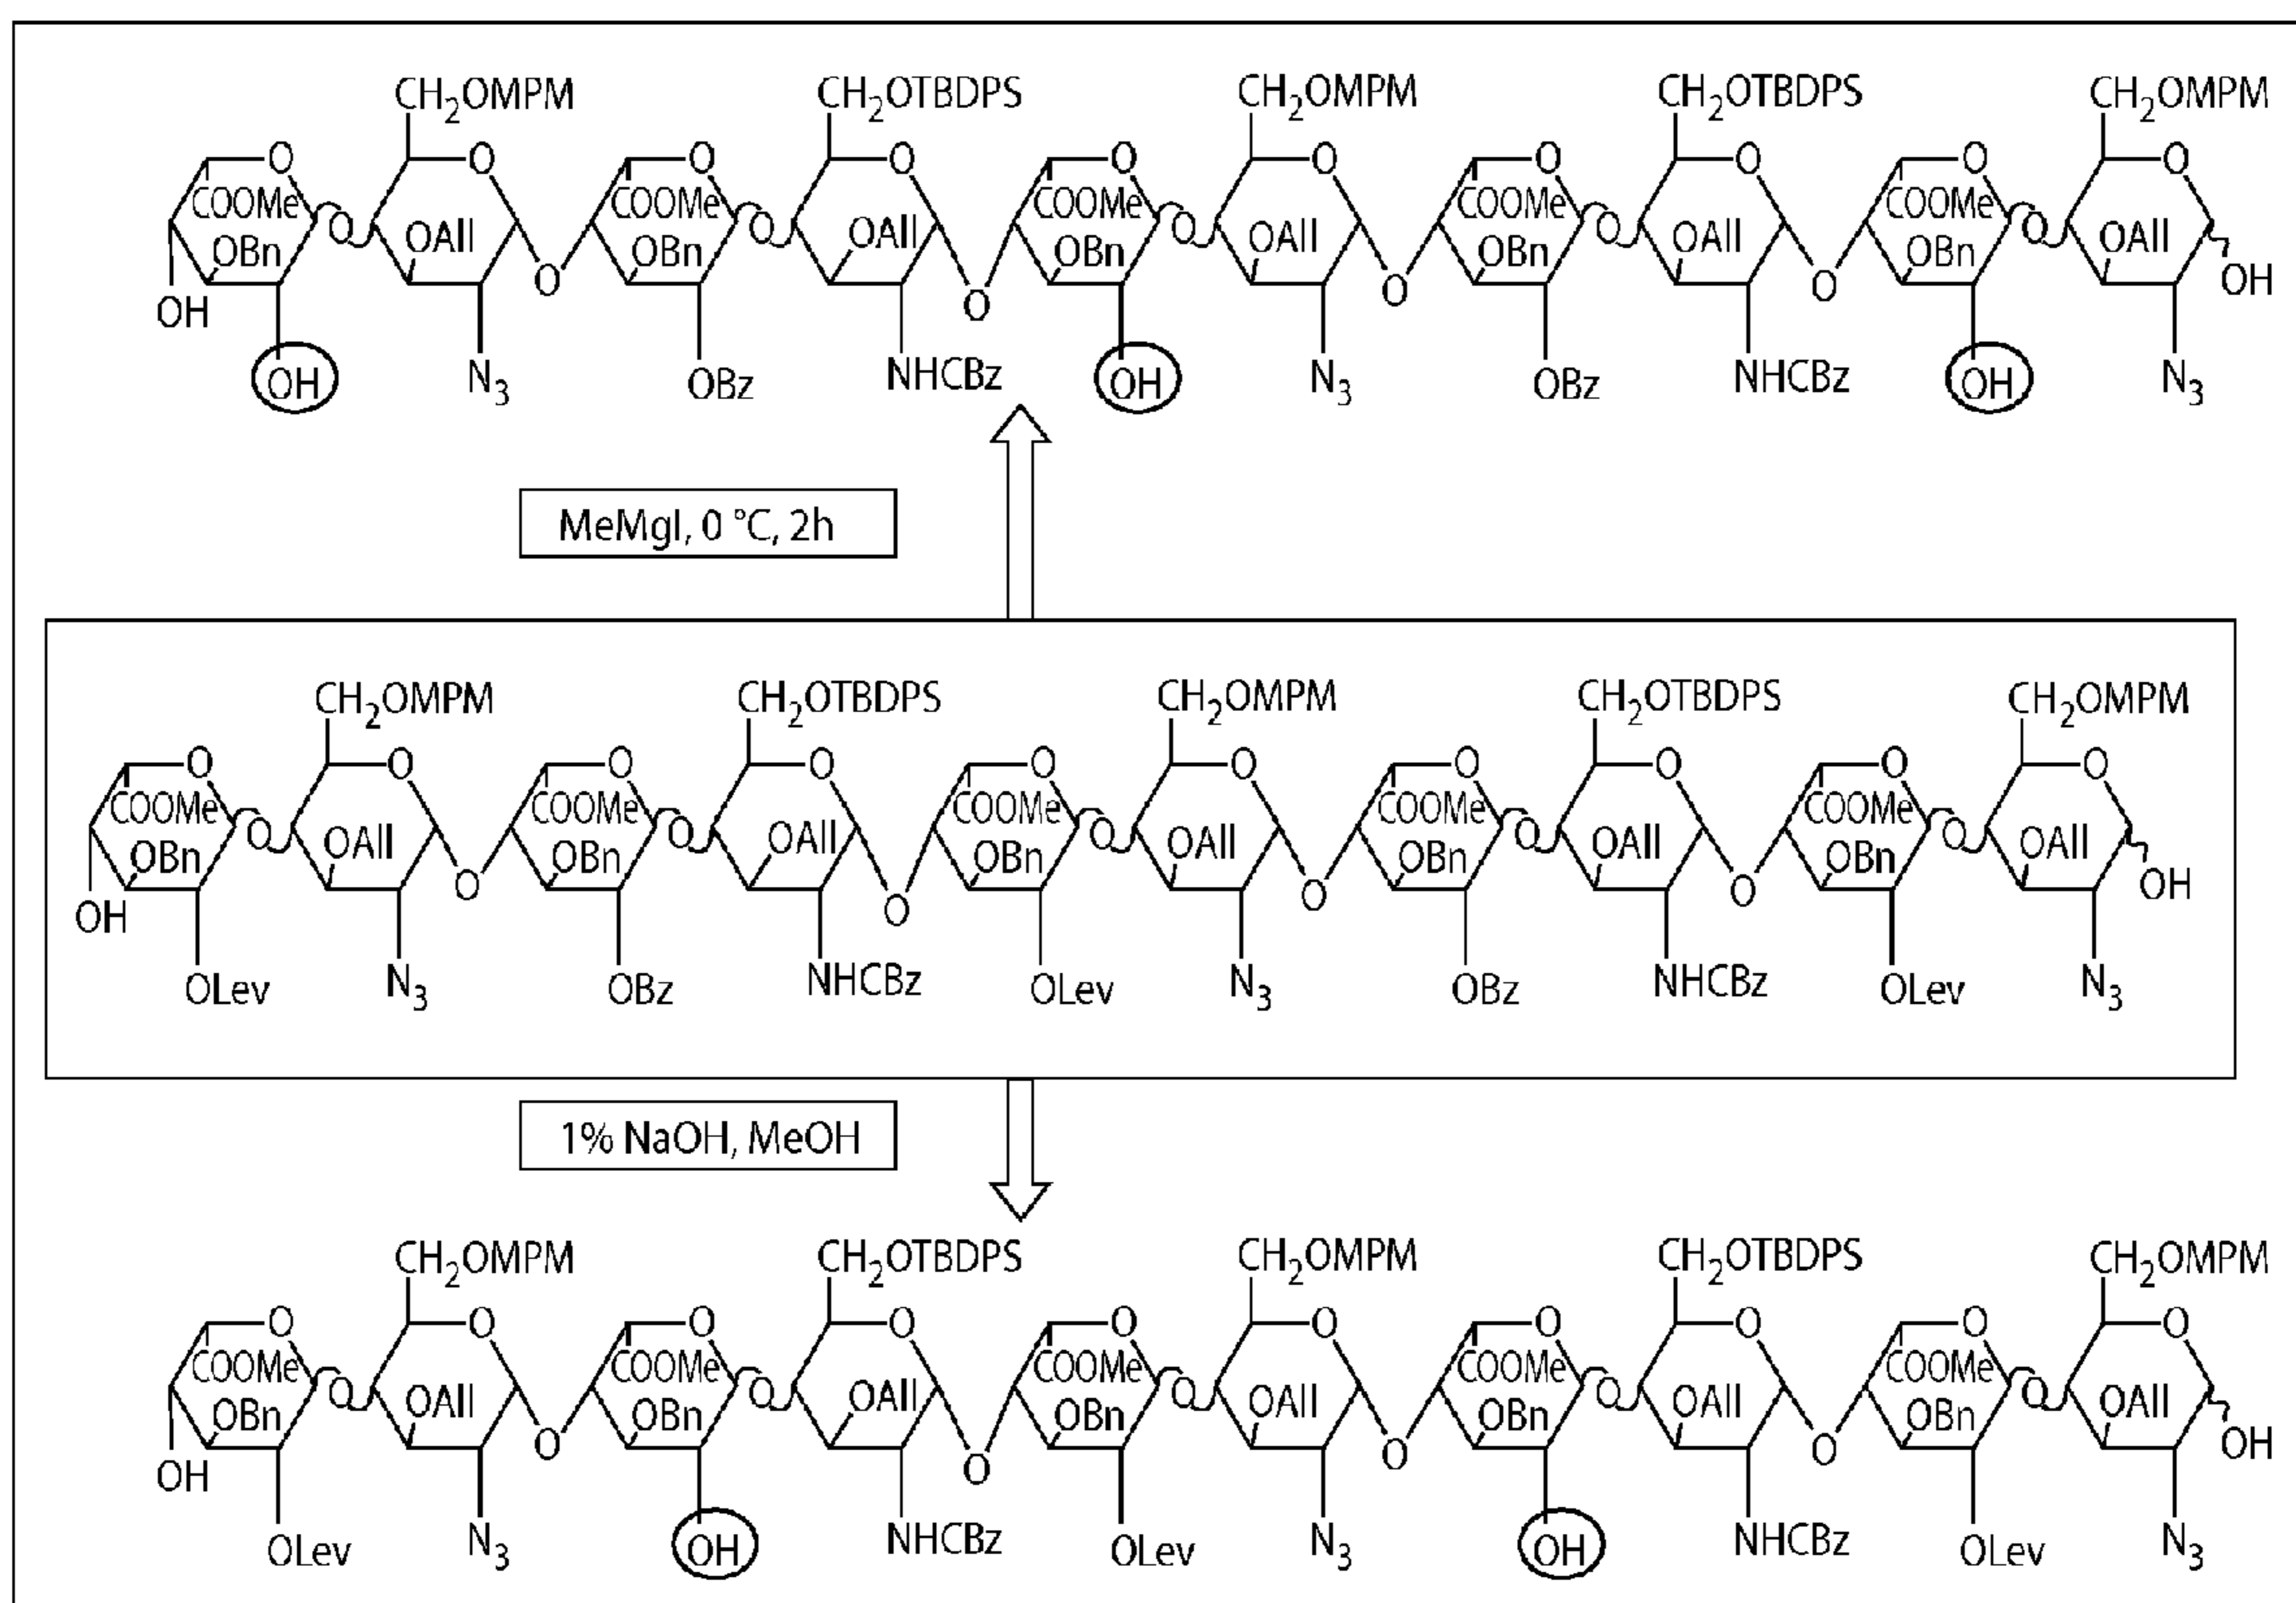 CH2OMPM CH2OTBDPS CH2OMPM CH2OTBDPS CH2OMPM
O O O O O O O O O O
COOMe COOMe COOMe COOMe COOMe
O O O O O
OAll OAll OAll OAll OAll
OBn OBn OBn OBn OBn
O O O O OH
OH
OH N3 OBz NHCBz OH N3 OBz NHCBz OH N3
MeMgI, 0 °C, 2h
CH2OMPM CH2OTBDPS CH2OMPM CH2OTBDPS CH2OMPM
O O O O O O O O O O
COOMe COOMe COOMe COOMe COOMe
O O O O O
OAll OAll OAll OAll OAll
OBn OBn OBn OBn OBn
O O O O OH
OH
OLev N3 OBz NHCBz OLev N3 OBz NHCBz OLev N3
1% NaOH, MeOH
CH2OMPM CH2OTBDPS CH2OMPM CH2OTBDPS CH2OMPM
O O O O O O O O O O
COOMe COOMe COOMe COOMe COOMe
O O O O O
OAll OAll OAll OAll OAll
OBn OBn OBn OBn OBn
O O O O OH
OH
OLev N3 OH NHCBz OLev N3 OH NHCBz OLev N3